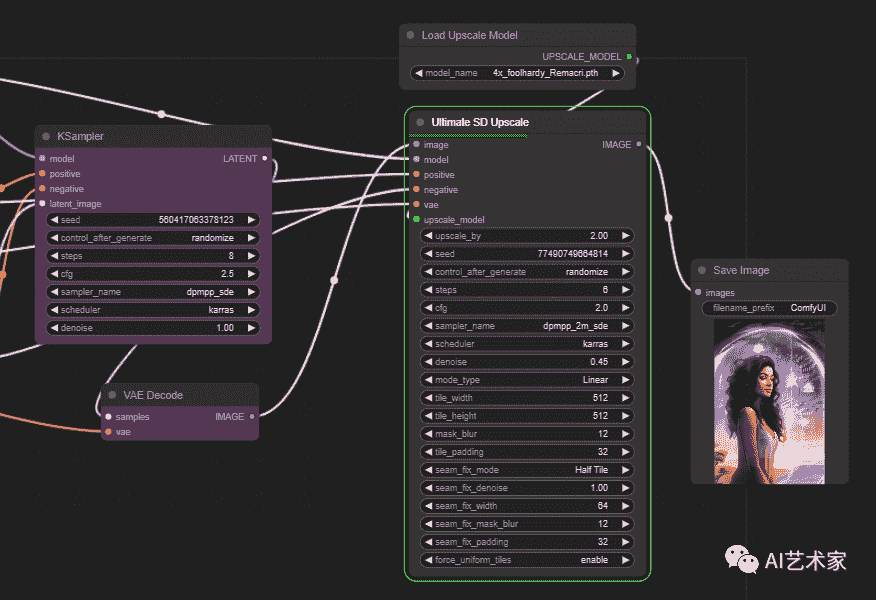 Load Upscale Model
UPSCALE_MODEL
model_name 4x_foolhardy_Remacri.pth
KSampler
model LATENT
positive
negative
latent_image
seed 560417063378123
control_after_generate randomize
steps 8
cfg 2.5
sampler_name dpmpp_sde
scheduler karras
denoise 1.00
VAE Decode
samples IMAGE
vae
Ultimate SD Upscale
image IMAGE
model
positive
negative
vae
upscale_model
upscale_by 2.00
seed 77490749664814
control_after_generate randomize
steps 6
cfg 2.0
sampler_name dpmpp_2m_sde
scheduler karras
denoise 0.45
mode_type Linear
tile_width 512
tile_height 512
mask_blur 12
tile_padding 32
seam_fix_mode Half Tile
seam_fix_denoise 1.00
seam_fix_width 64
seam_fix_mask_blur 12
seam_fix_padding 32
force_uniform_tiles enable
Save Image
images
filename_prefix ComfyUI
AI艺术家